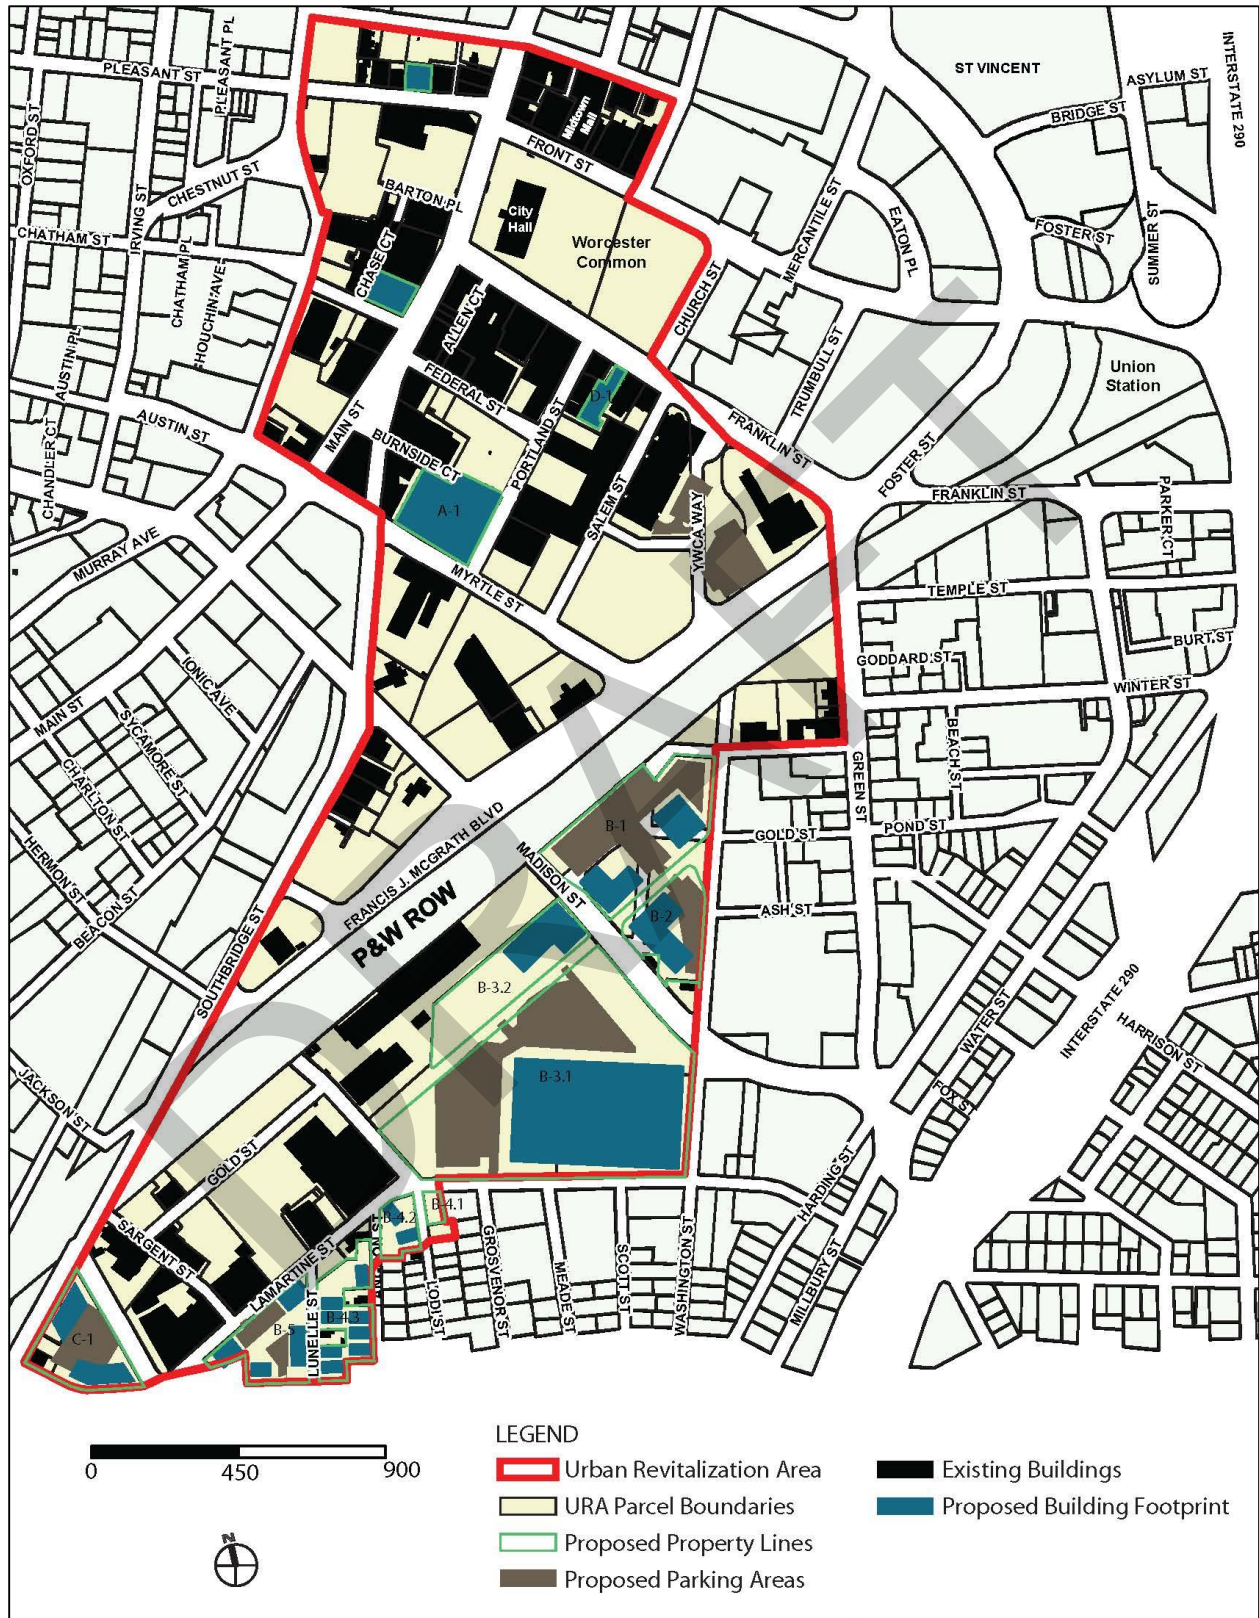 PLEASANT ST
PLEASANT PL
OXFORD ST
IRVING ST
CHESTNUT ST
CHATHAM ST
CHATHAM PL
HOUCHIN AVE
AUSTIN PL
AUSTIN ST
CHANDLER CT
MURRAY AVE
Midtown
Mall
FRONT ST
BARTON PL
City
Hall
Worcester
Common
CHASE CT
ALLEN CT
FEDERAL ST
MAIN ST
BURNSIDE CT
PORTLAND ST
D-1
A-1
SALEM ST
YWCA WAY
MYRTLE ST
ST VINCENT
INTERSTATE 290
ASYLUM ST
BRIDGE ST
MERCANTILE ST
EATON PL
FOSTER ST
SUMMER ST
CHURCH ST
TRUMBULL ST
Union
Station
FRANKLIN ST
FOSTER ST
FRANKLIN ST
PARKER CT
TEMPLE ST
BURT ST
GODDARD ST
WINTER ST
BEACH ST
GREEN ST
GOLD ST
POND ST
ASH ST
MAIN ST
IONIC AVE
SYCAMORE ST
CHARLTON ST
HERMON ST
BEACON ST
SOUTHBRIDGE ST
FRANCIS J. MCGRATH BLVD
P&W ROW
MADISON ST
B-1
B-2
B-3.2
B-3.1
WATER ST
INTERSTATE 290
HARRISON ST
FOX ST
JACKSON ST
GOLD ST
SARGENT ST
LAMARTINE ST
B-4.1
B-4.2
B-4.3
B-5
C-1
LUNELLE ST
LODI ST
GROSVENOR ST
MEADE ST
SCOTT ST
WASHINGTON ST
HARDING ST
MILLBURY ST
DRAFT
0 450 900
N
LEGEND
Urban Revitalization Area
URA Parcel Boundaries
Proposed Property Lines
Proposed Parking Areas
Existing Buildings
Proposed Building Footprint